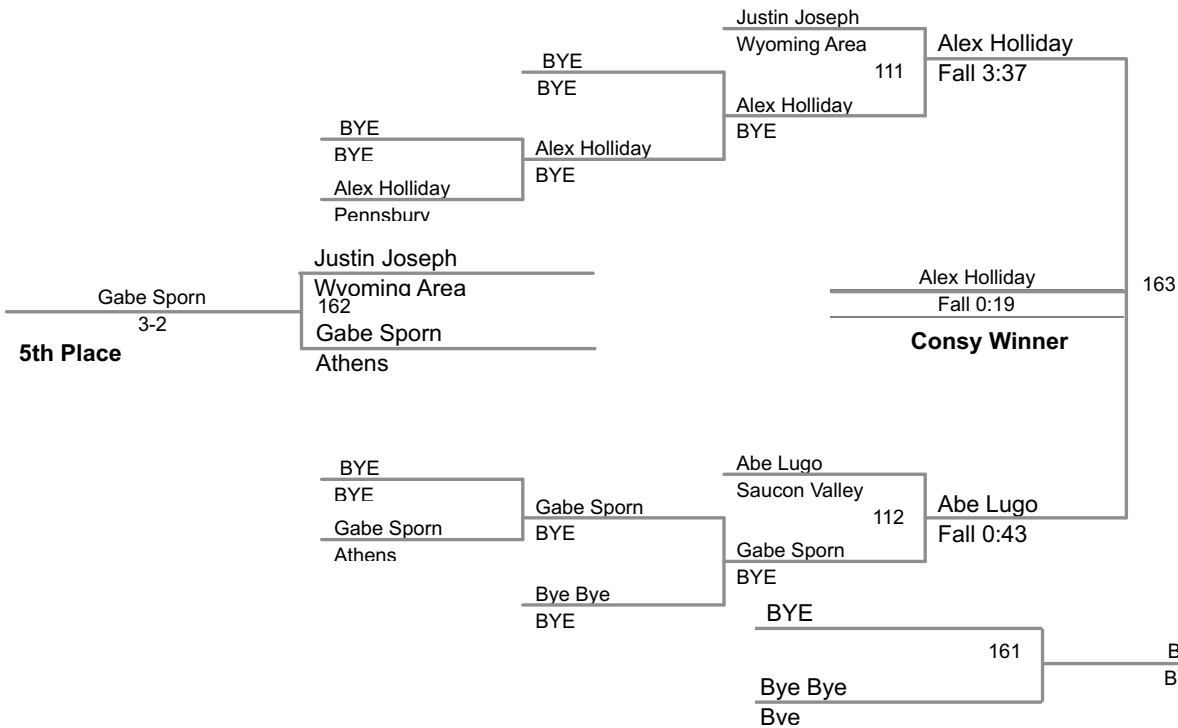 Justin Joseph
Wyoming Area
111
Alex Holliday
Fall 3:37
BYE
BYE
Alex Holliday
BYE
BYE
BYE
Alex Holliday
BYE
Alex Holliday
Pennsbury
Justin Joseph
Wyoming Area
162
Gabe Sporn
Athens
Gabe Sporn
3-2
5th Place
Alex Holliday
Fall 0:19
Consy Winner
163
BYE
BYE
Gabe Sporn
Athens
Gabe Sporn
BYE
Bye Bye
BYE
Abe Lugo
Saucon Valley
112
Gabe Sporn
BYE
Abe Lugo
Fall 0:43
BYE
161
Bye Bye
Bye